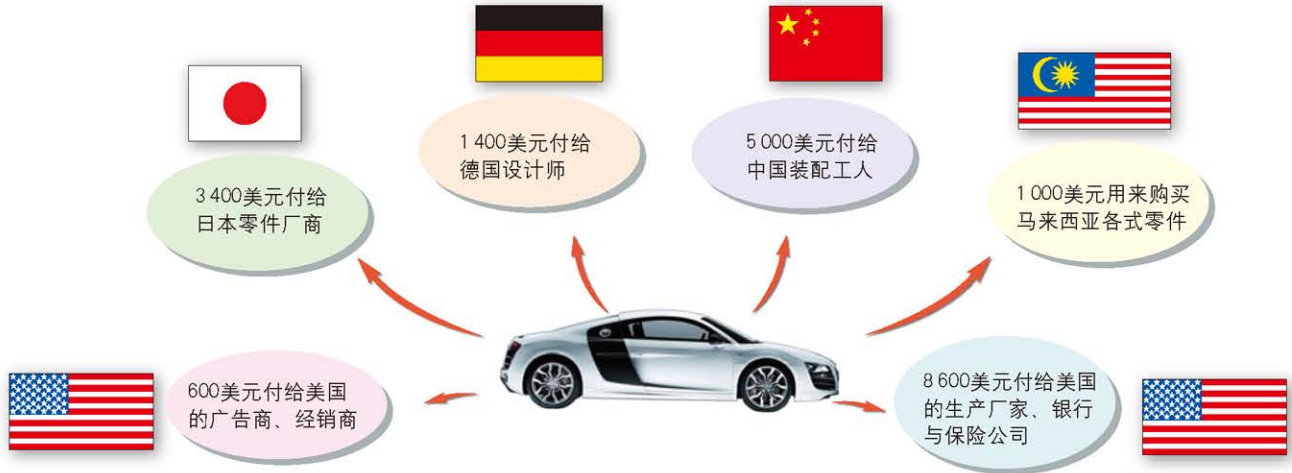 1 400美元付给
德国设计师
5 000美元付给
中国装配工人
3 400美元付给
日本零件厂商
1 000美元用来购买
马来西亚各式零件
600美元付给美国
的广告商、经销商
8 600美元付给美国
的生产厂家、银行
与保险公司